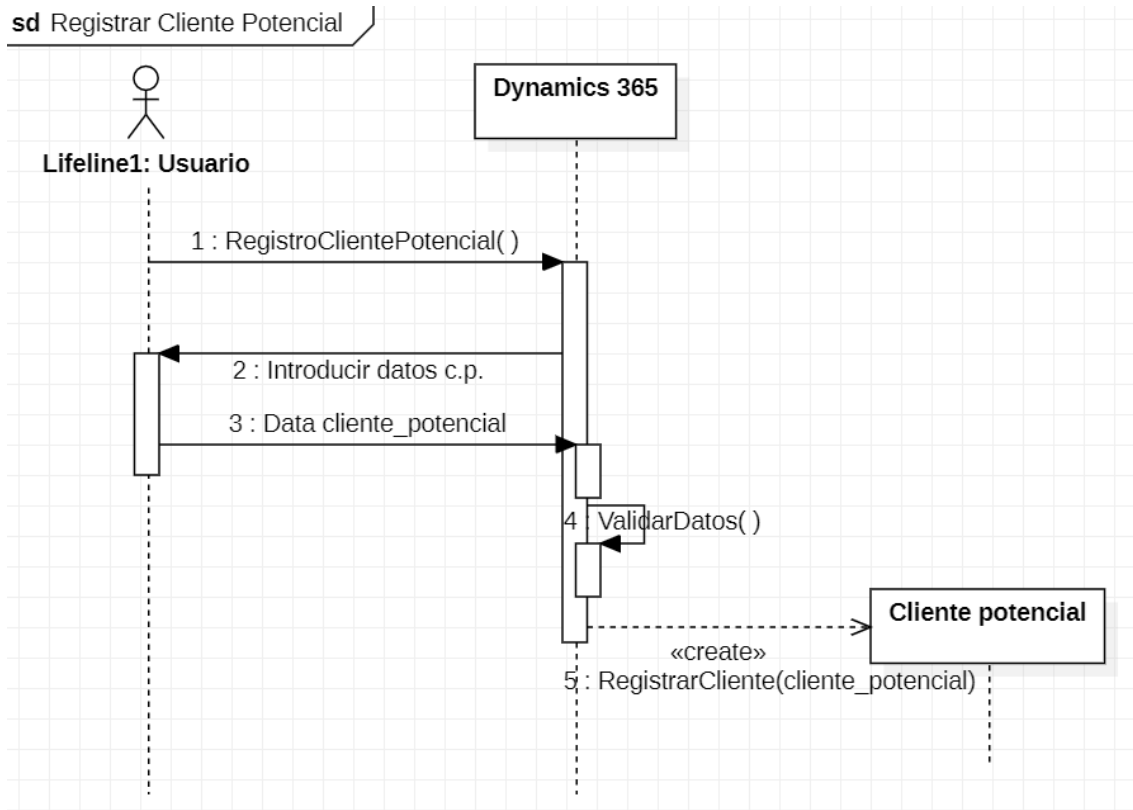 sd Registrar Cliente Potencial
Dynamics 365
Lifeline1: Usuario
1 : RegistroClientePotencial( )
2 : Introducir datos c.p.
3 : Data cliente_potencial
4 : ValidarDatos( )
Cliente potencial
«create»
5 : RegistrarCliente(cliente_potencial)